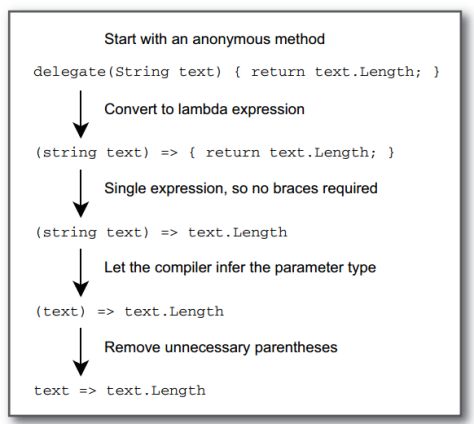 Start with an anonymous method
delegate(String text) { return text.Length; }
Convert to lambda expression
(string text) => { return text.Length; }
Single expression, so no braces required
(string text) => text.Length
Let the compiler infer the parameter type
(text) => text.Length
Remove unnecessary parentheses
text => text.Length